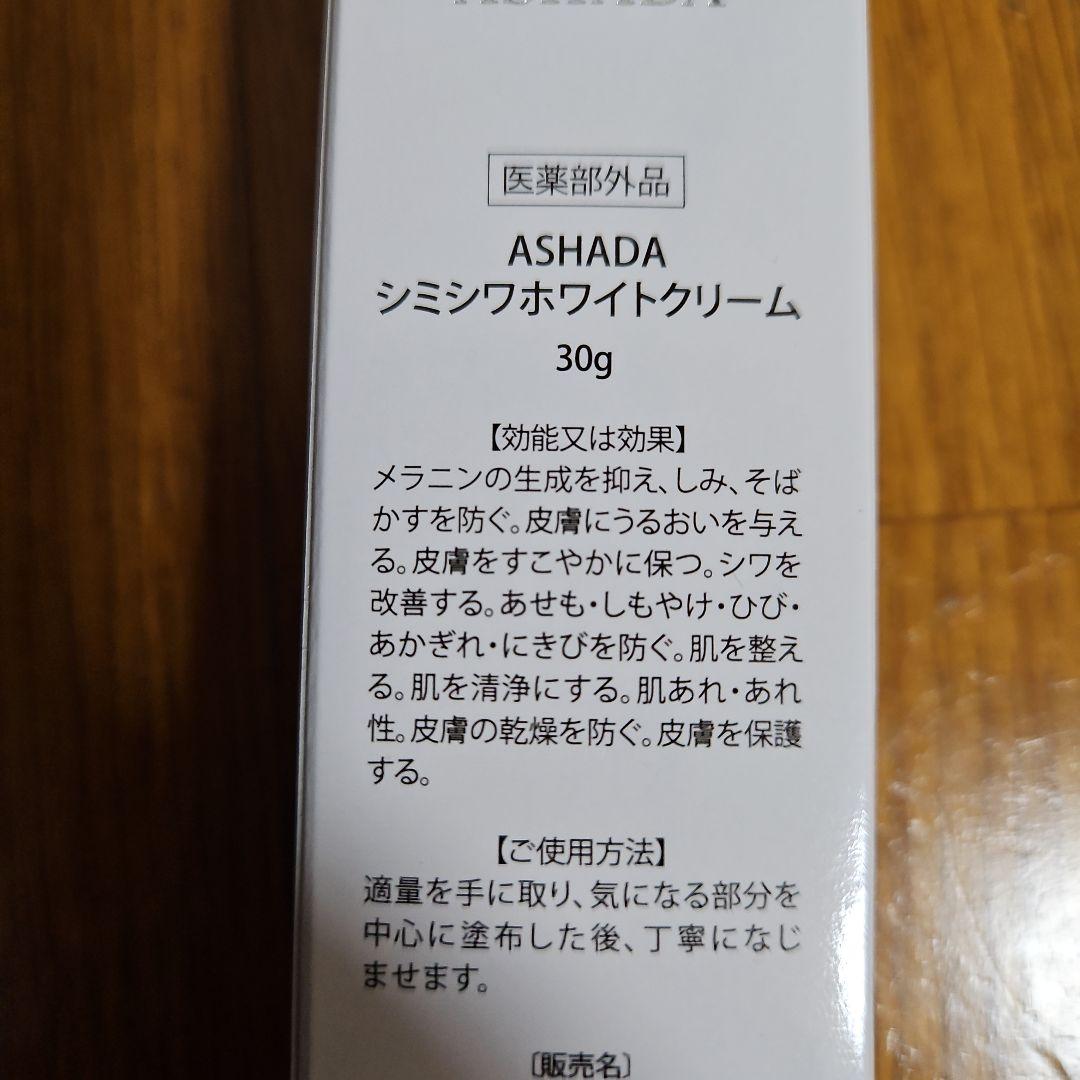 ASHADA
医薬部外品
ASHADA
シミシワホワイトクリーム
30g
【効能又は効果】
メラニンの生成を抑え、しみ、そば
かすを防ぐ。皮膚にうるおいを与え
る。皮膚をすこやかに保つ。シワを
改善する。あせも・しもやけ・ひび・
あかぎれ・にきびを防ぐ。肌を整え
る。肌を清浄にする。肌あれ・あれ
性。皮膚の乾燥を防ぐ。皮膚を保護
する。
【ご使用方法】
適量を手に取り、気になる部分を
中心に塗布した後、丁寧になじ
ませます。
〔販売名〕